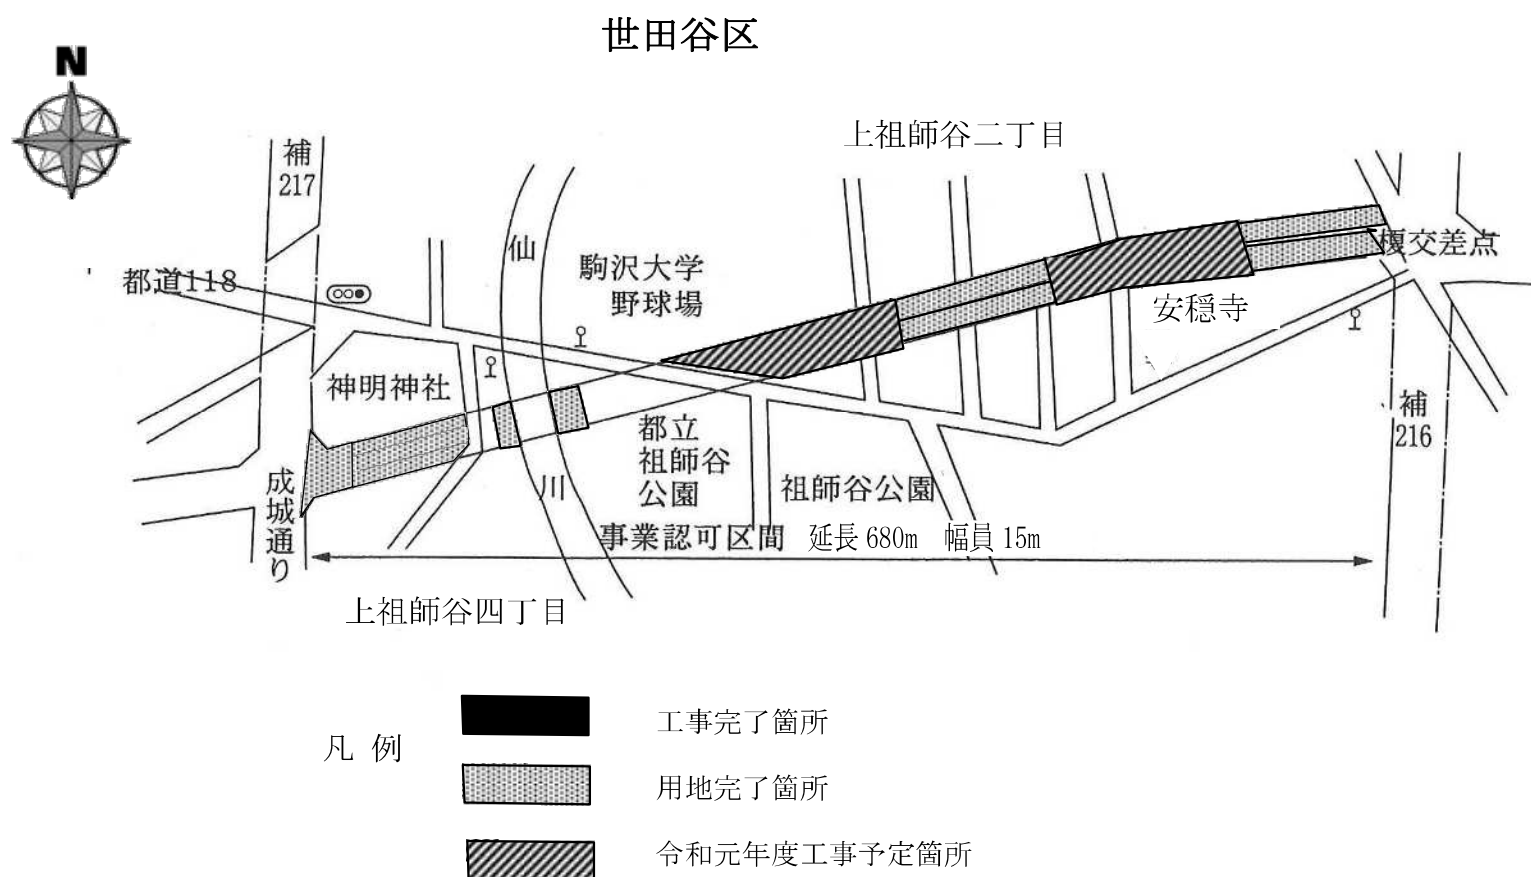 世田谷区
N
上祖師谷二丁目
補
217
仙
駒沢大学
野球場
榎交差点
都道118
安穏寺
神明神社
都立
祖師谷
公園
補
216
成城通り
川
祖師谷公園
事業認可区間 延長680m 幅員15m
上祖師谷四丁目
凡例
工事完了箇所
用地完了箇所
令和元年度工事予定箇所